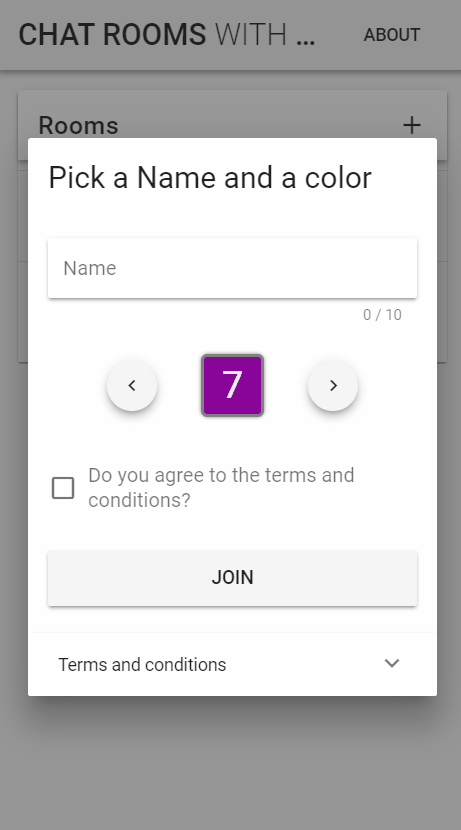 CHAT ROOMS WITH ...
ABOUT
Rooms
+
Pick a Name and a color
Name
0 / 10
7
Do you agree to the terms and
conditions?
JOIN
Terms and conditions